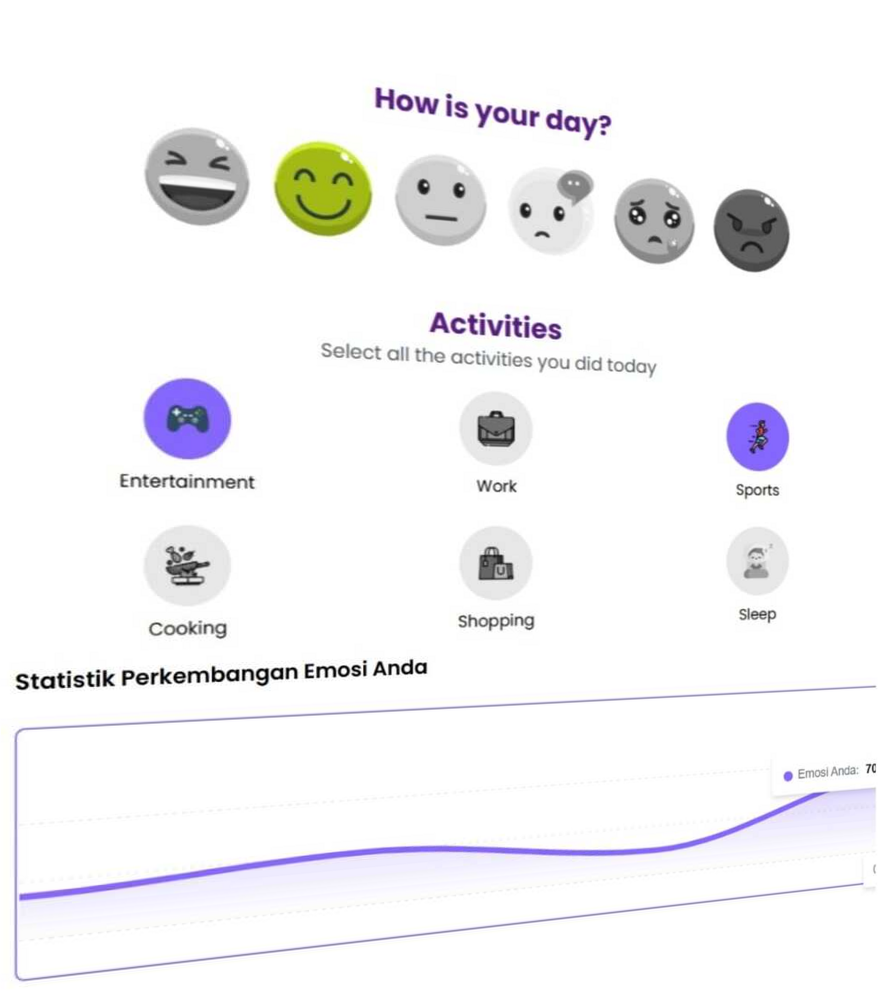 How is your day?
Activities
Select all the activities you did today
Entertainment
Work
Sports
Cooking
Shopping
Sleep
Statistik Perkembangan Emosi Anda
Emosi Anda: 70